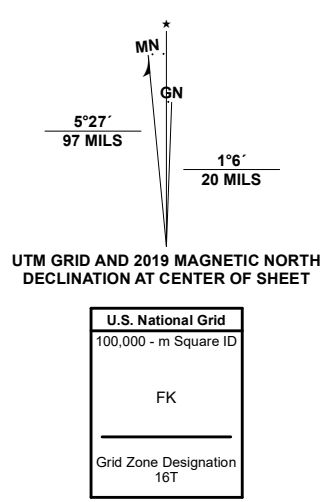 MN
GN
5°27´
97 MILS
1°6´
20 MILS
UTM GRID AND 2019 MAGNETIC NORTH
DECLINATION AT CENTER OF SHEET
U.S. National Grid
100,000 - m Square ID
FK
Grid Zone Designation
16T